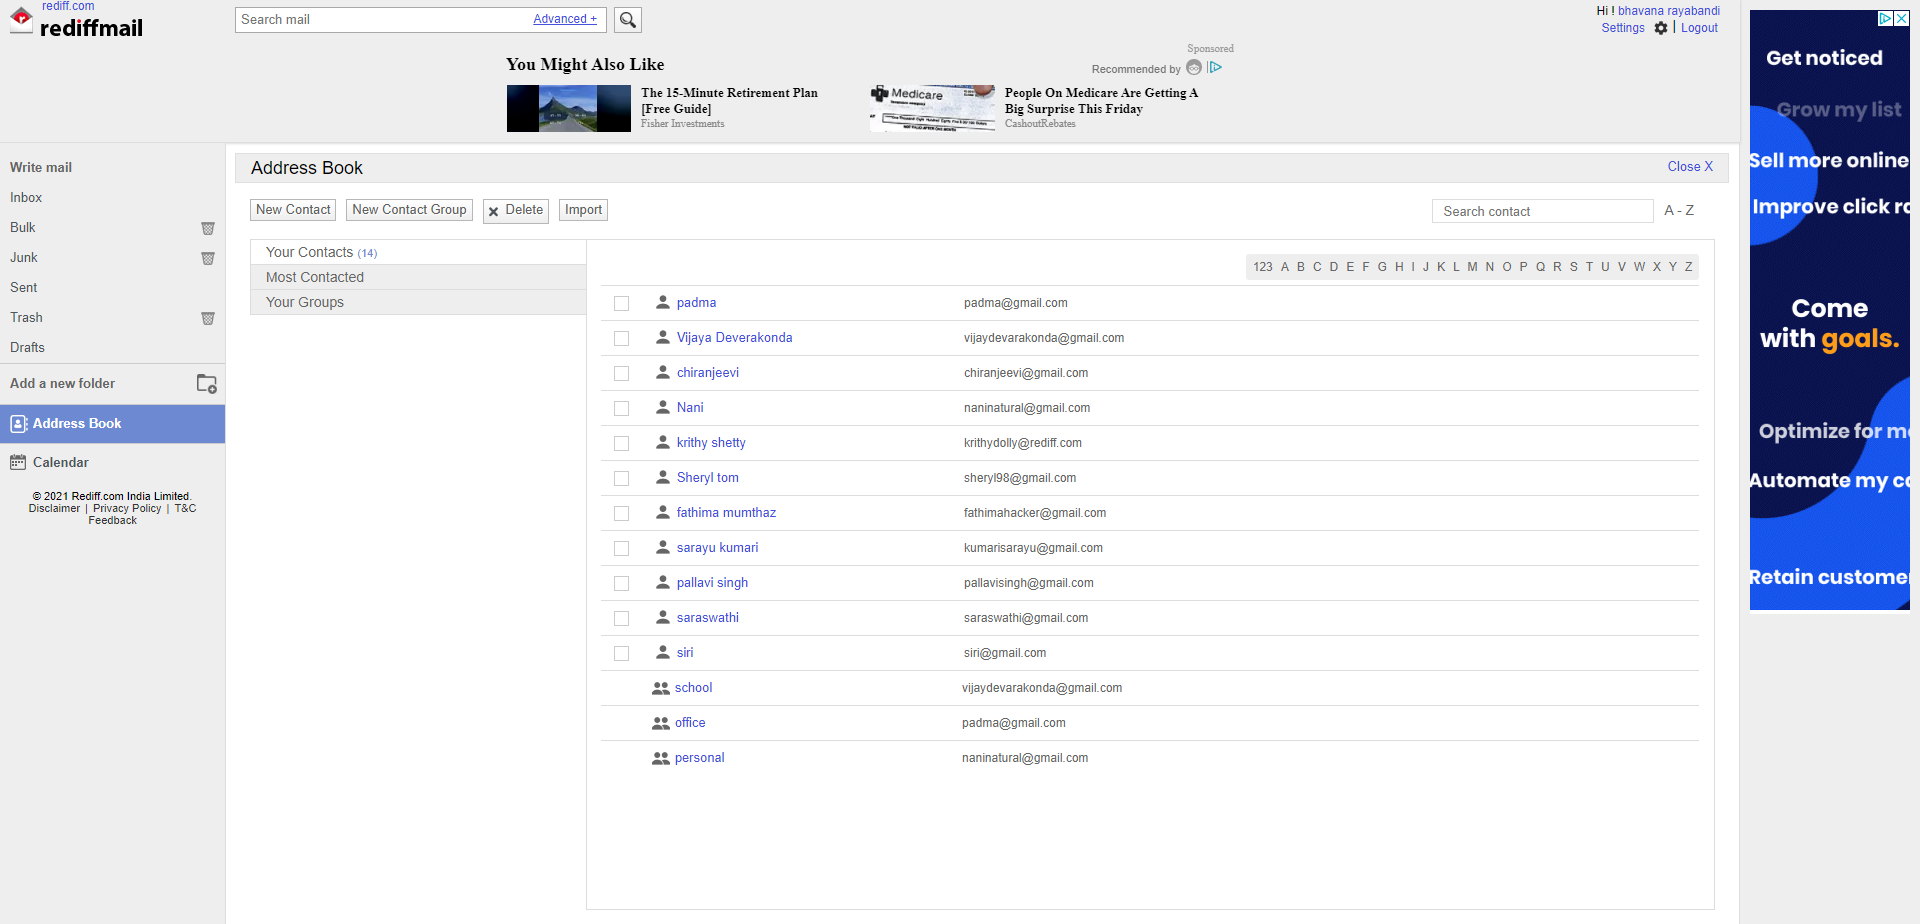 rediff.com
rediffmail
Search mail Advanced +
Hi ! bhavana rayabandi
Settings | Logout
Sponsored
You Might Also Like
Recommended by
The 15-Minute Retirement Plan
[Free Guide]
Fisher Investments
Medicare
People On Medicare Are Getting A
Big Surprise This Friday
CashoutRebates
Write mail
Inbox
Bulk
Junk
Sent
Trash
Drafts
Add a new folder
Address Book
Calendar
© 2021 Rediff.com India Limited.
Disclaimer | Privacy Policy | T&C
Feedback
Address Book Close X
New Contact New Contact Group Delete Import Search contact A - Z
Your Contacts (14)
Most Contacted
Your Groups
123 A B C D E F G H I J K L M N O P Q R S T U V W X Y Z
padma padma@gmail.com
Vijaya Deverakonda vijaydevarakonda@gmail.com
chiranjeevi chiranjeevi@gmail.com
Nani naninatural@gmail.com
krithy shetty krithydolly@rediff.com
Sheryl tom sheryl98@gmail.com
fathima mumthaz fathimahacker@gmail.com
sarayu kumari kumarisarayu@gmail.com
pallavi singh pallavisingh@gmail.com
saraswathi saraswathi@gmail.com
siri siri@gmail.com
school vijaydevarakonda@gmail.com
office padma@gmail.com
personal naninatural@gmail.com
Get noticed
Grow my list
Sell more online
Improve click ra
Come
with goals.
Optimize for m
Automate my c
Retain custome